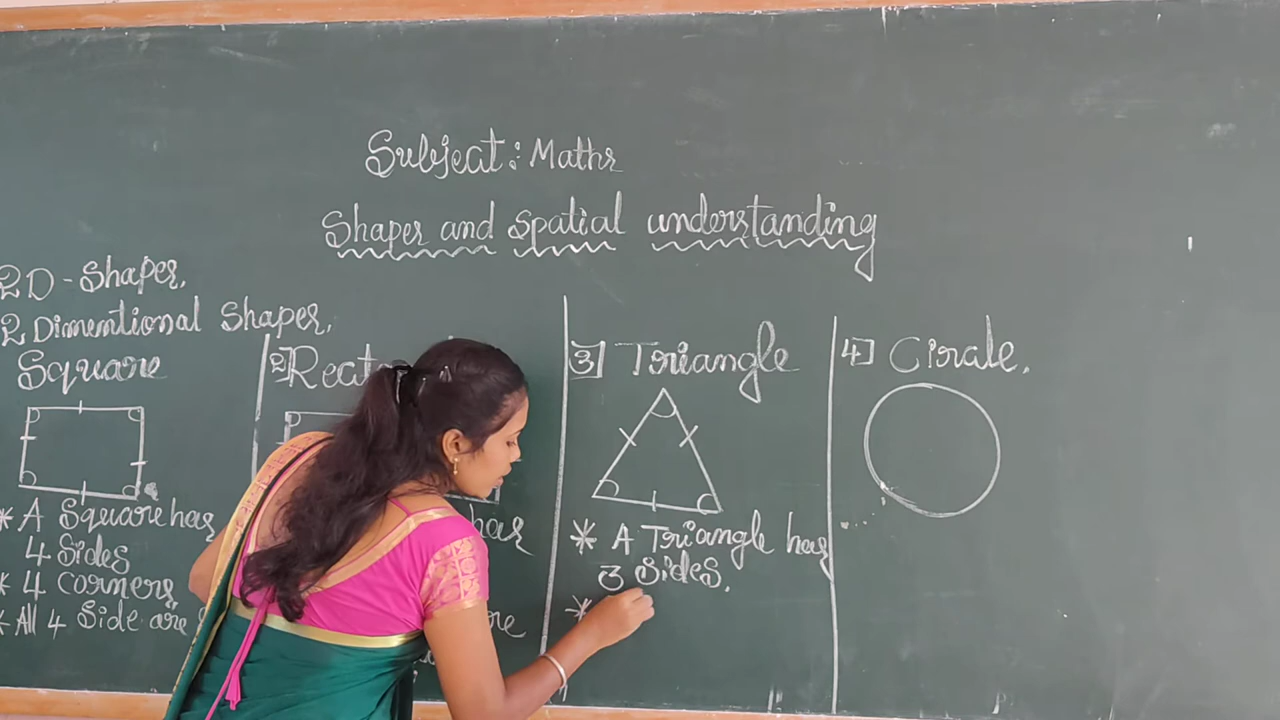 Subject: Maths
Shapes and Spatial understanding
2D - Shapes.
2 Dimentional Shapes.
Square
* A Square has
4 Sides
* 4 corners
* All 4 Side are
2] Rect
has
are
3] Triangle
* A Triangle has
3 Sides.
*
4] Circle.